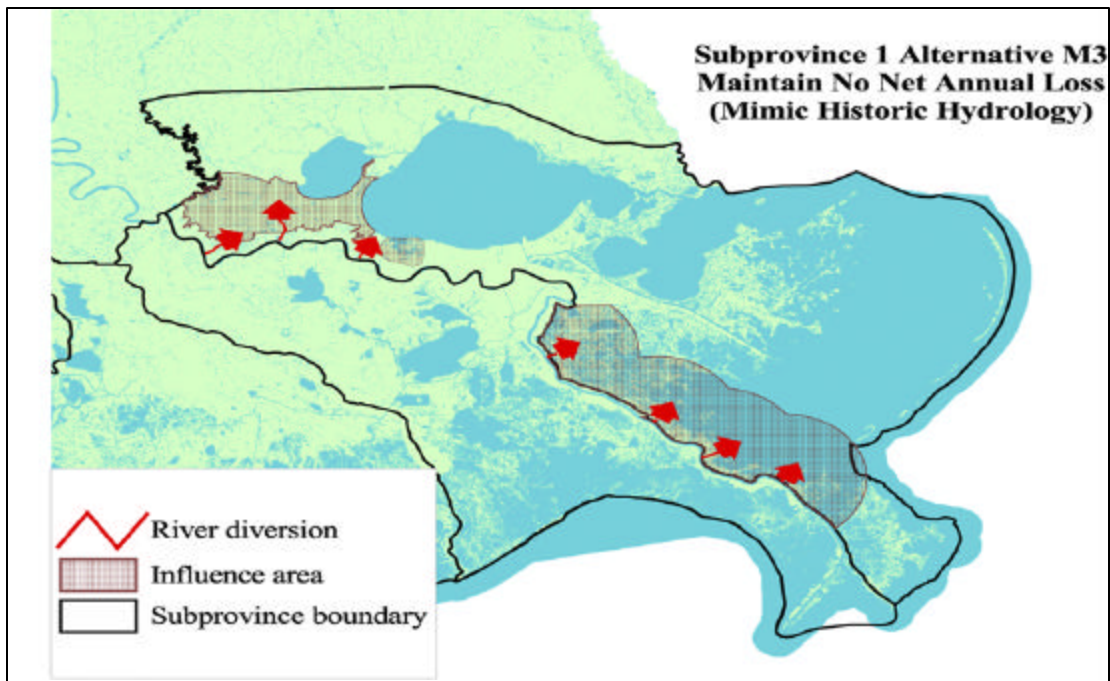 Subprovince 1 Alternative M3
Maintain No Net Annual Loss
(Mimic Historic Hydrology)
River diversion
Influence area
Subprovince boundary